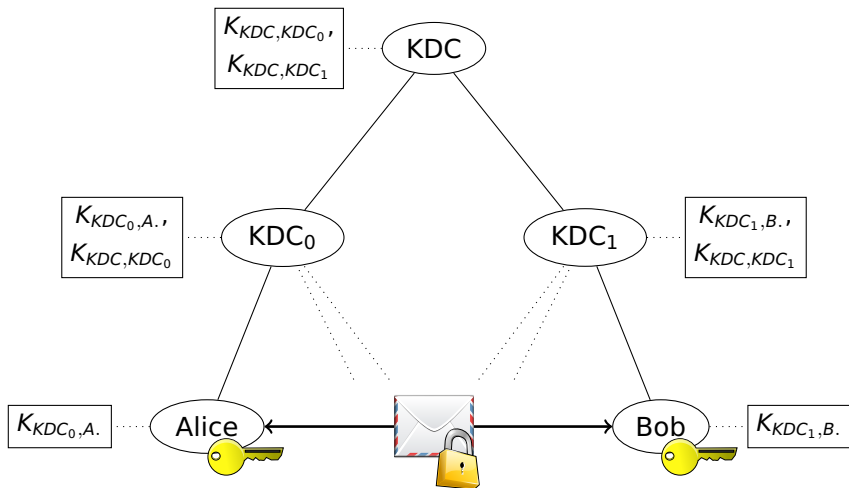 K_{KDC,KDC_0},
K_{KDC,KDC_1}
KDC
K_{KDC_0,A.},
K_{KDC,KDC_0}
KDC_0
KDC_1
K_{KDC_1,B.},
K_{KDC,KDC_1}
K_{KDC_0,A.}
Alice
Bob
K_{KDC_1,B.}